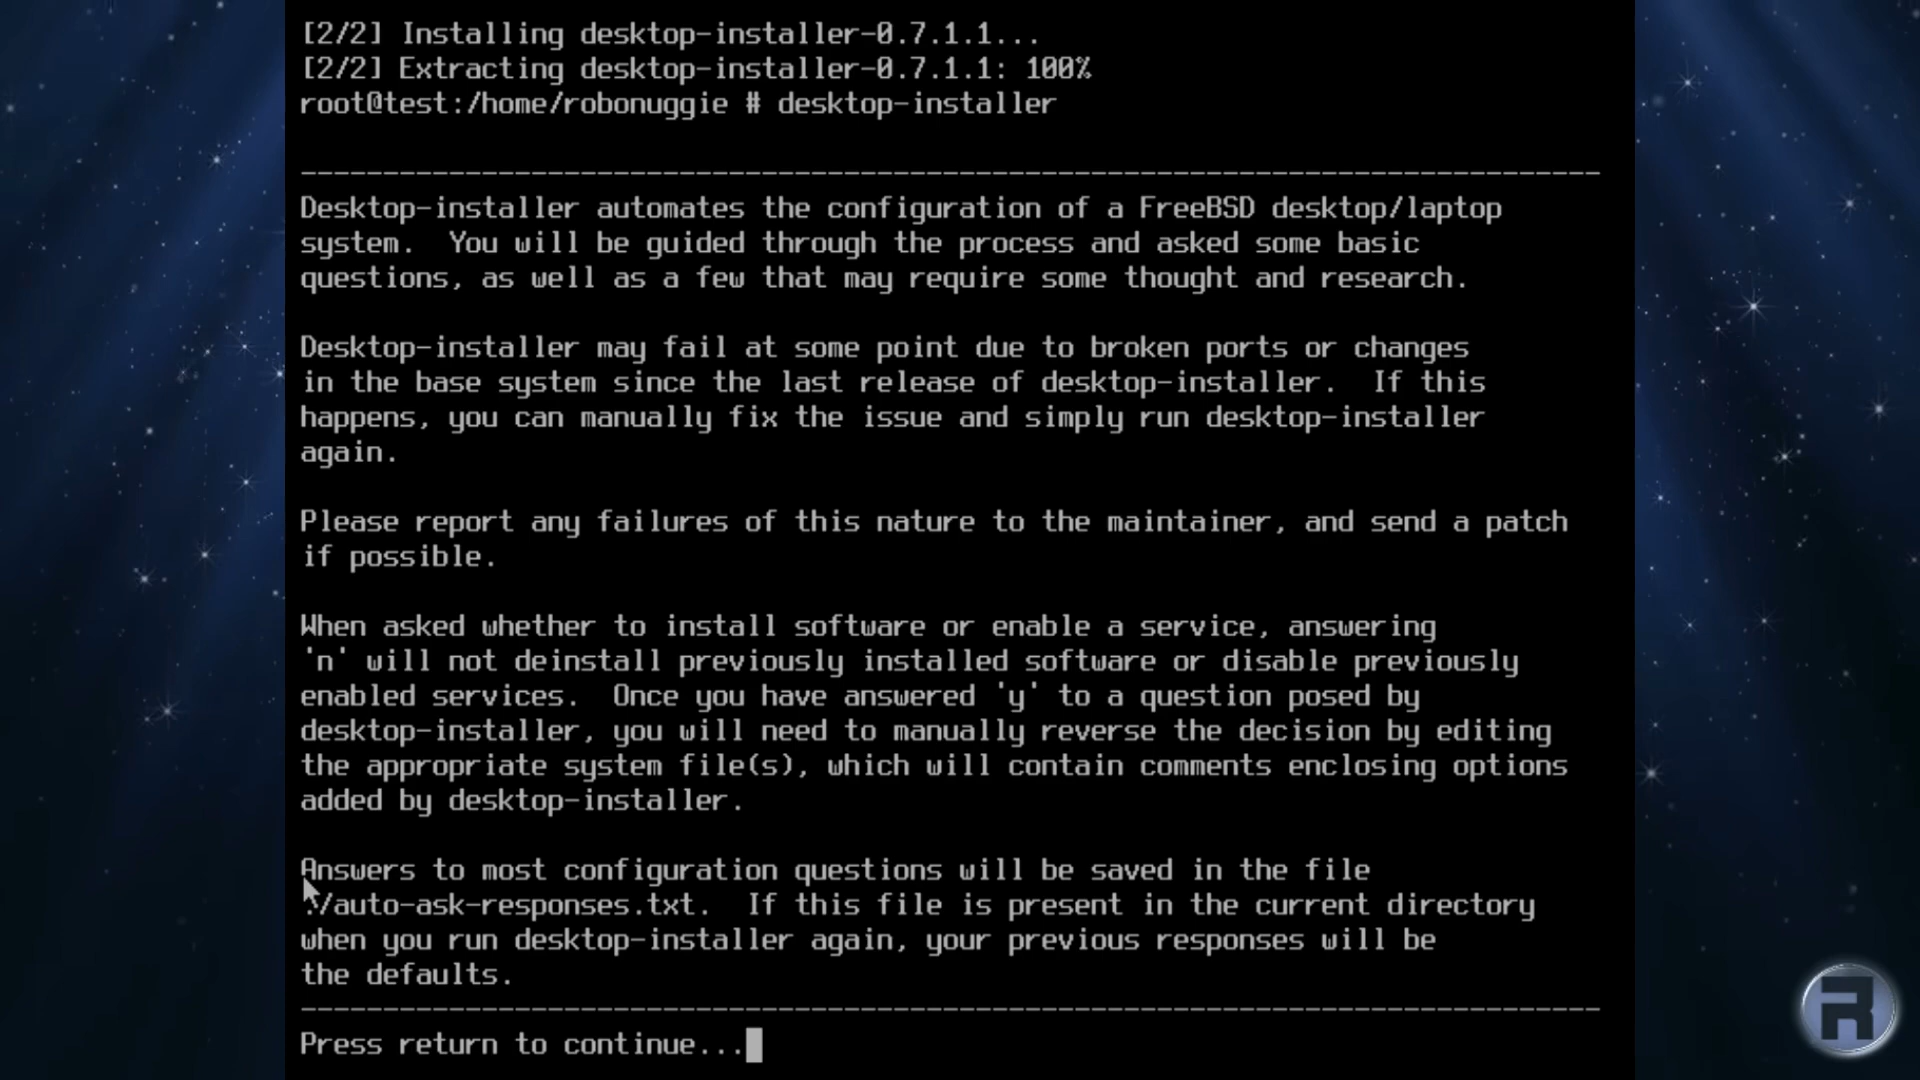 [2/2] Installing desktop-installer-0.7.1.1...
[2/2] Extracting desktop-installer-0.7.1.1: 100%
root@test:/home/robonuggie # desktop-installer
-------------------------------------------------------------------------------
Desktop-installer automates the configuration of a FreeBSD desktop/laptop
system.  You will be guided through the process and asked some basic
questions, as well as a few that may require some thought and research.
Desktop-installer may fail at some point due to broken ports or changes
in the base system since the last release of desktop-installer.  If this
happens, you can manually fix the issue and simply run desktop-installer
again.
Please report any failures of this nature to the maintainer, and send a patch
if possible.
When asked whether to install software or enable a service, answering
'n' will not deinstall previously installed software or disable previously
enabled services.  Once you have answered 'y' to a question posed by
desktop-installer, you will need to manually reverse the decision by editing
the appropriate system file(s), which will contain comments enclosing options
added by desktop-installer.
Answers to most configuration questions will be saved in the file
./auto-ask-responses.txt.  If this file is present in the current directory
when you run desktop-installer again, your previous responses will be
the defaults.
-------------------------------------------------------------------------------
Press return to continue...
R